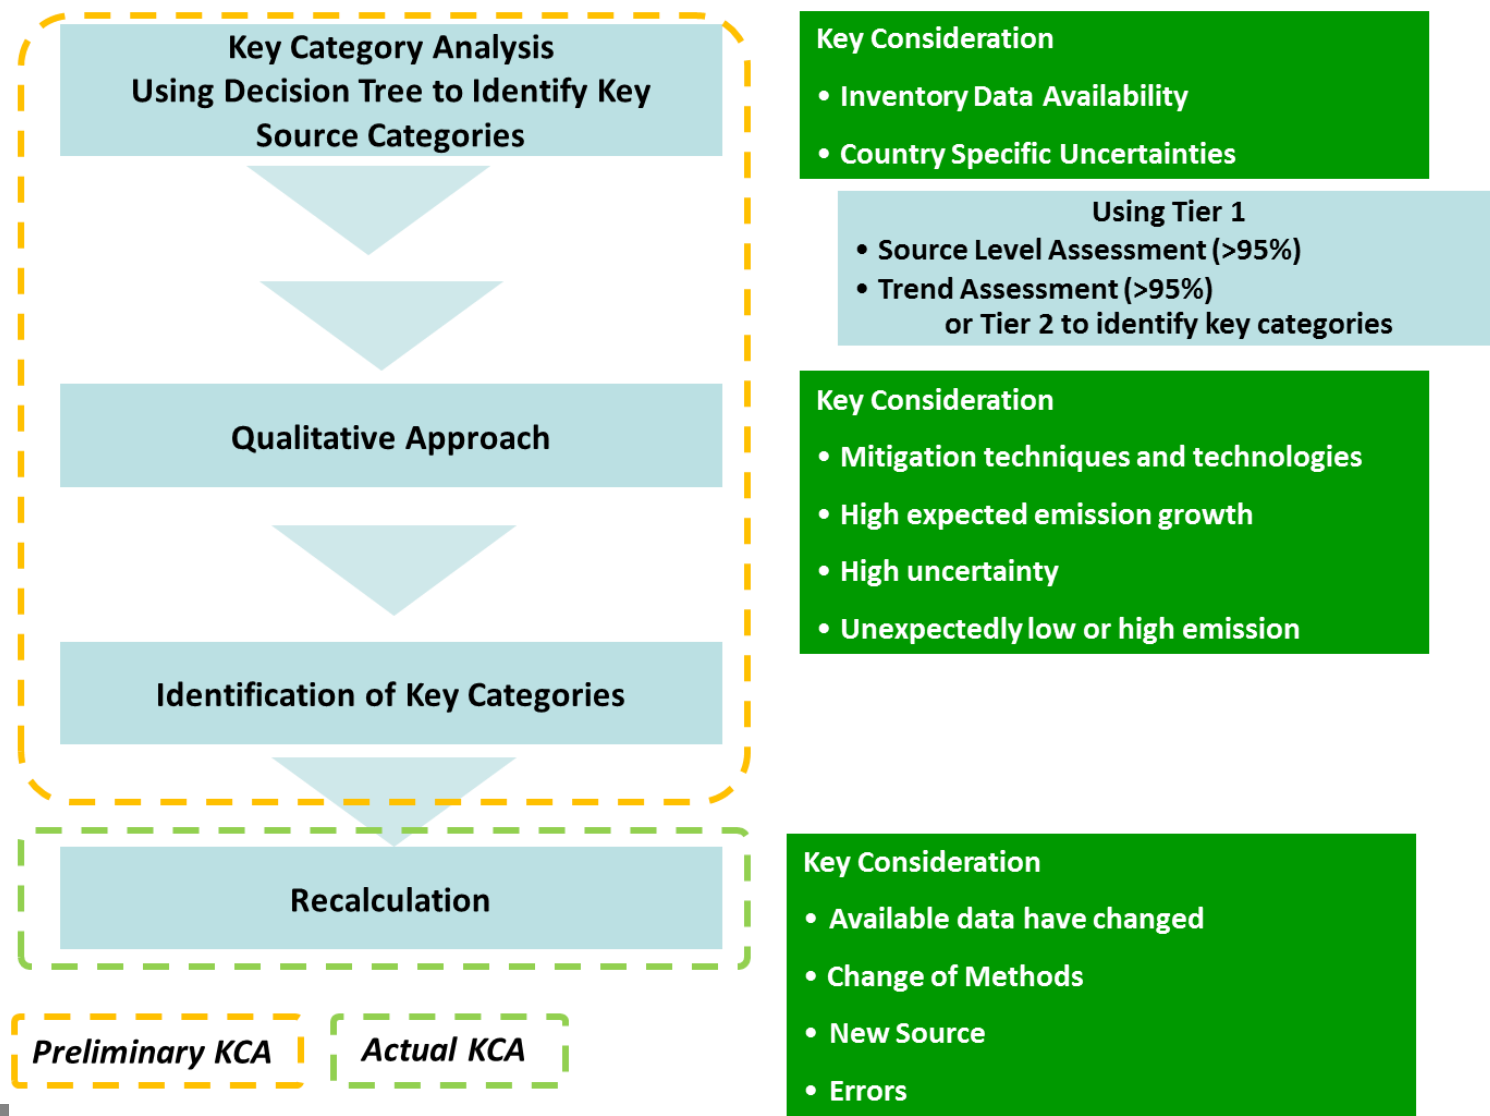 Key Category Analysis
Using Decision Tree to Identify Key
Source Categories
Key Consideration
• Inventory Data Availability
• Country Specific Uncertainties
Using Tier 1
• Source Level Assessment (>95%)
• Trend Assessment (>95%)
or Tier 2 to identify key categories
Qualitative Approach
Key Consideration
• Mitigation techniques and technologies
• High expected emission growth
• High uncertainty
• Unexpectedly low or high emission
Identification of Key Categories
Recalculation
Key Consideration
• Available data have changed
• Change of Methods
• New Source
• Errors
Preliminary KCA
Actual KCA